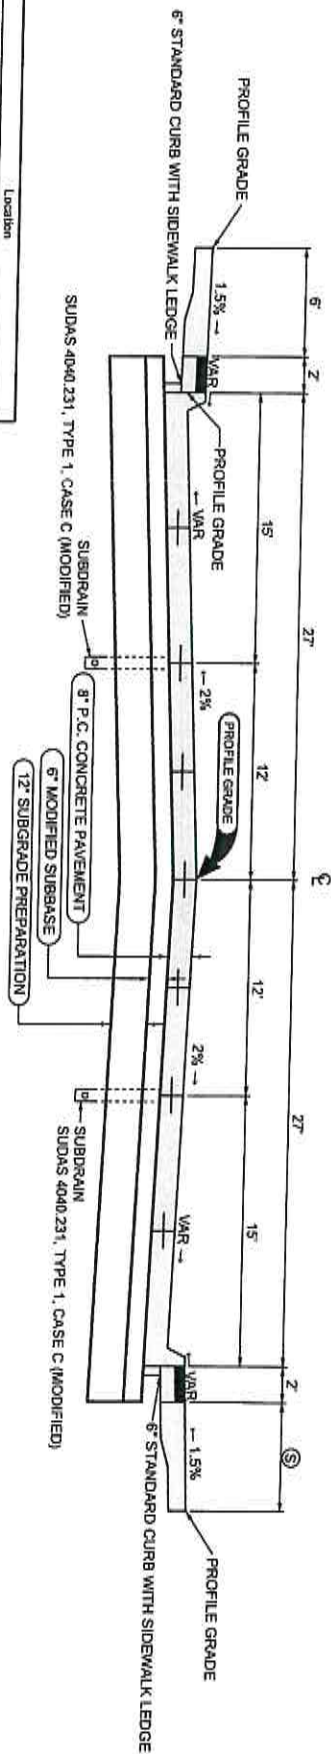 ℄
27'
27'
6'
2'
15'
12'
12'
15'
2'
Ⓢ
PROFILE GRADE
1.5% →
VAR
PROFILE GRADE
← VAR
← 2%
PROFILE GRADE
2% →
VAR →
VAR
← 1.5%
PROFILE GRADE
6" STANDARD CURB WITH SIDEWALK LEDGE
6" STANDARD CURB WITH SIDEWALK LEDGE
SUBDRAIN
SUDAS 4040.231, TYPE 1, CASE C (MODIFIED)
8" P.C. CONCRETE PAVEMENT
6" MODIFIED SUBBASE
12" SUBGRADE PREPARATION
SUBDRAIN
SUDAS 4040.231, TYPE 1, CASE C (MODIFIED)
Location